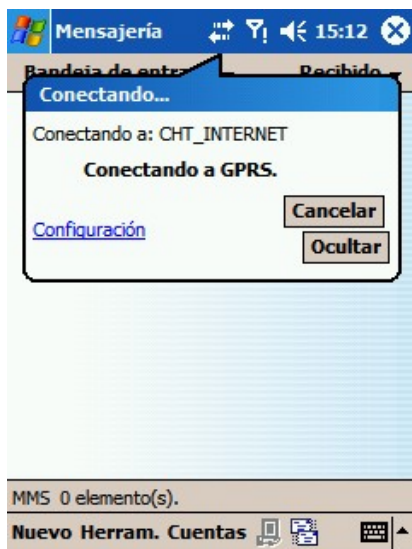 Mensajería 15:12
Bandeja de entr Recibido
Conectando...
Conectando a: CHT_INTERNET
Conectando a GPRS.
Cancelar
Configuración
Ocultar
MMS 0 elemento(s).
Nuevo Herram. Cuentas